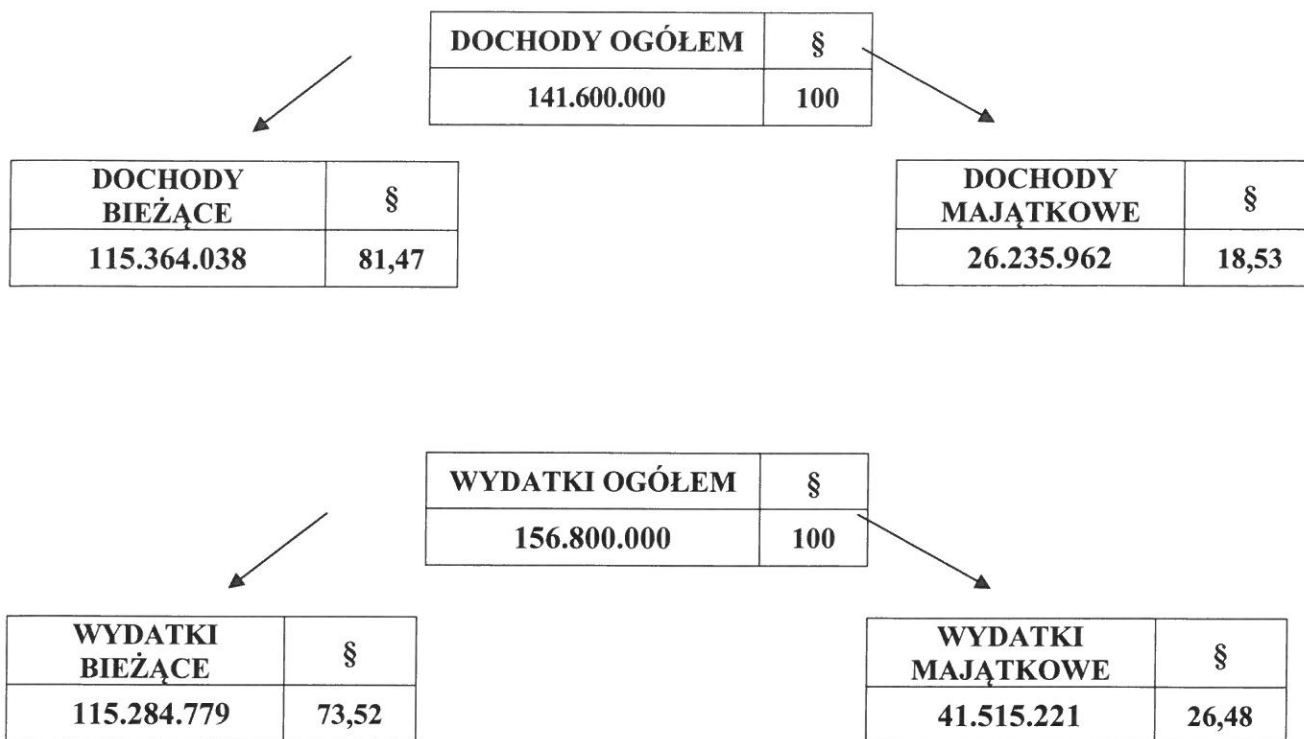 DOCHODY OGÓŁEM §
141.600.000 100
DOCHODY
BIEŻĄCE §
115.364.038 81,47
DOCHODY
MAJĄTKOWE §
26.235.962 18,53
WYDATKI OGÓŁEM §
156.800.000 100
WYDATKI
BIEŻĄCE §
115.284.779 73,52
WYDATKI
MAJĄTKOWE §
41.515.221 26,48